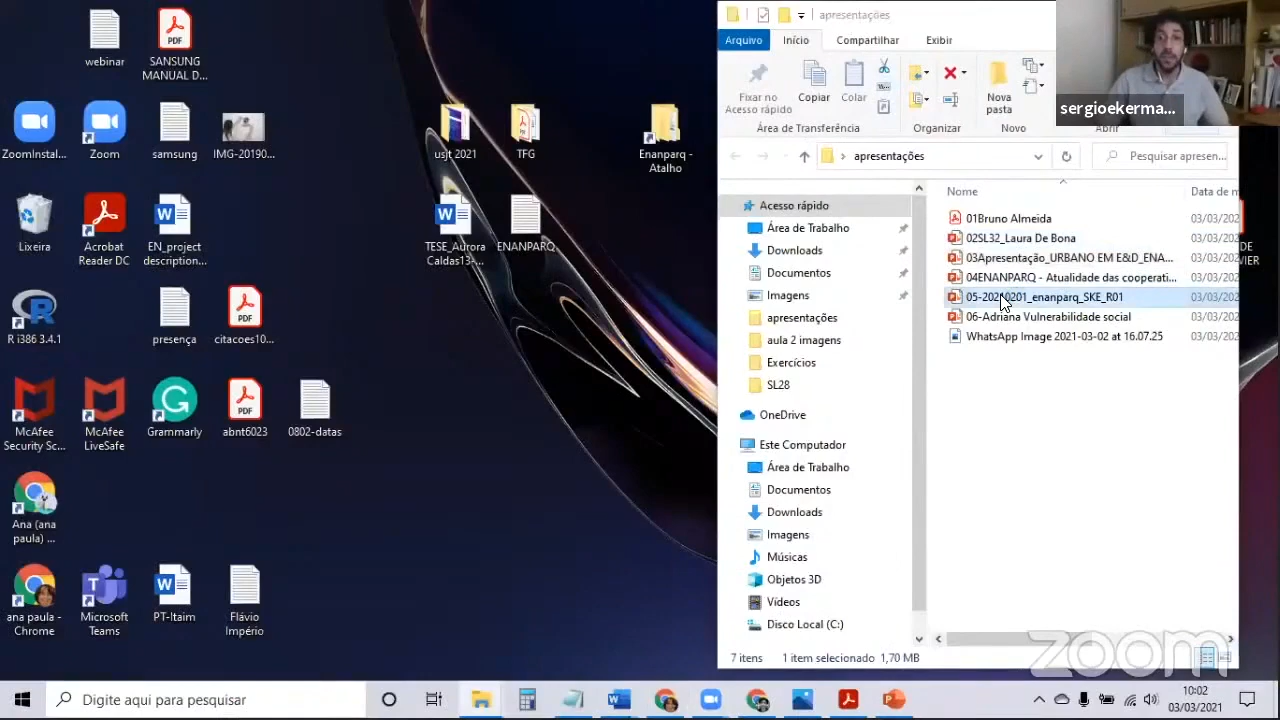 webinar
SANSUNG
MANUAL D...
ZoomInstal...
Zoom
samsung
IMG-20190...
usjt 2021
TFG
Enanparq -
Atalho
Lixeira
Acrobat
Reader DC
EN_project
description...
TESE_Aurora
Caldas13-...
ENANPARQ
R i386 3.4.1
presença
citacoes10...
McAfee
Security.Sc...
McAfee
LiveSafe
Grammarly
abnt6023
0802-datas
Ana (ana
paula) ...
ana paula -
Chrome
Microsoft
Teams
PT-Itaim
Flávio
Império
apresentações
Arquivo
Início
Compartilhar
Exibir
Fixar no
Acesso rápido
Copiar
Colar
Nova
pasta
Área de Transferência
Organizar
Novo
Abrir
sergioekerma...
apresentações
Pesquisar apresen...
Acesso rápido
Área de Trabalho
Downloads
Documentos
Imagens
apresentações
aula 2 imagens
Exercícios
SL28
OneDrive
Este Computador
Área de Trabalho
Documentos
Downloads
Imagens
Músicas
Objetos 3D
Vídeos
Disco Local (C:)
Nome
Data de m
01Bruno Almeida
03/03/202
02SL32_Laura De Bona
03/03/202
03Apresentação_URBANO EM E&D_ENA...
03/03/202
04ENANPARQ - Atualidade das cooperati...
03/03/202
05-20210201_enanparq_SKE_R01
03/03/202
06-Adriana Vulnerabilidade social
03/03/202
WhatsApp Image 2021-03-02 at 16.07.25
03/03/202
7 itens
1 item selecionado 1,70 MB
zoom
Digite aqui para pesquisar
10:02
03/03/2021